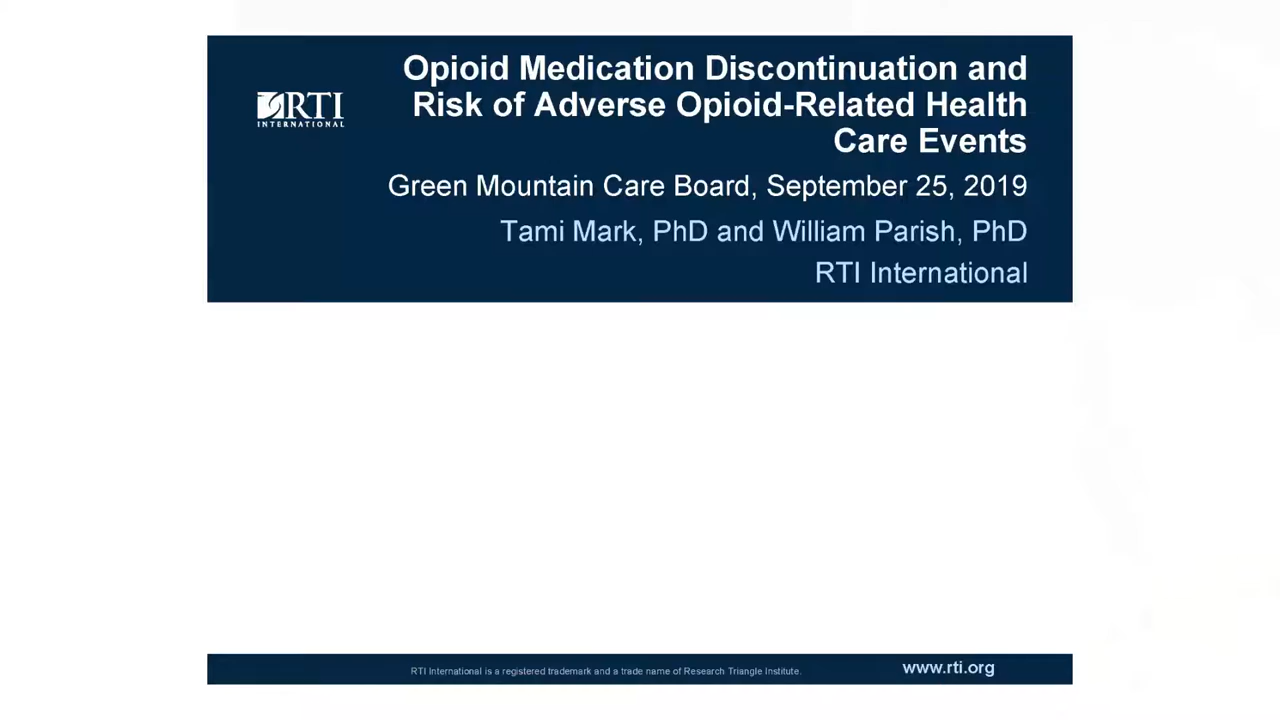 Opioid Medication Discontinuation and
Risk of Adverse Opioid-Related Health
Care Events
RTI
INTERNATIONAL
Green Mountain Care Board, September 25, 2019
Tami Mark, PhD and William Parish, PhD
RTI International
RTI International is a registered trademark and a trade name of Research Triangle Institute.
www.rti.org